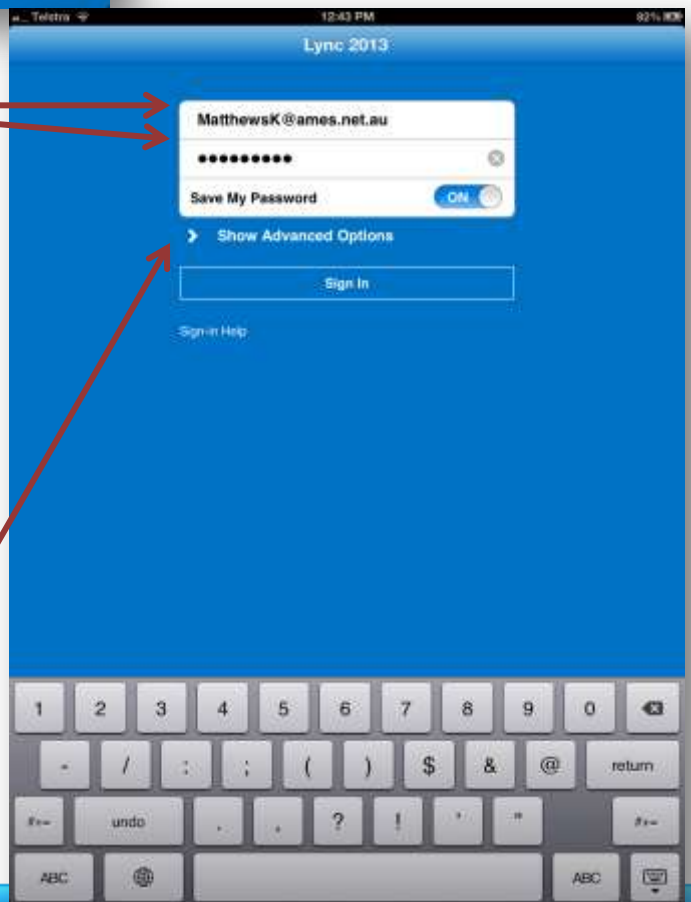 Telstra 12:43 PM 82%
Lync 2013
MatthewsK@ames.net.au
•••••••••
Save My Password ON
Show Advanced Options
Sign In
Sign-in Help
1 2 3 4 5 6 7 8 9 0
- / : ; ( ) $ & @ return
#+= undo . , ? ! ' " #+=
ABC ABC